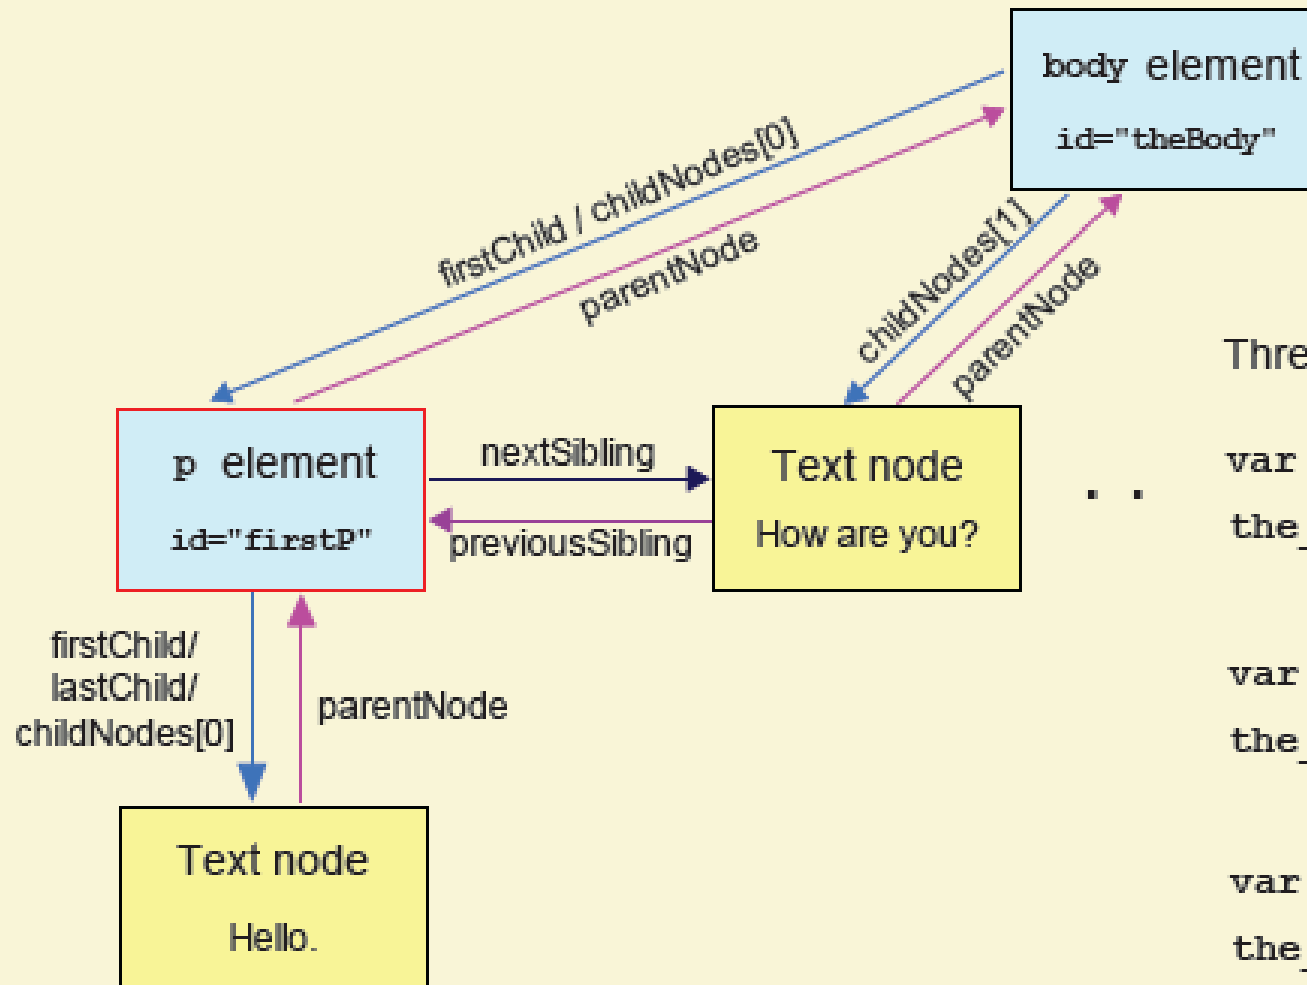 body element
id="theBody"
firstChild / childNodes[0]
parentNode
childNodes[1]
parentNode
p element
id="firstP"
nextSibling
previousSibling
Text node
How are you?
. .
firstChild/
lastChild/
childNodes[0]
parentNode
Text node
Hello.
Thre
var
the_
var
the_
var
the_